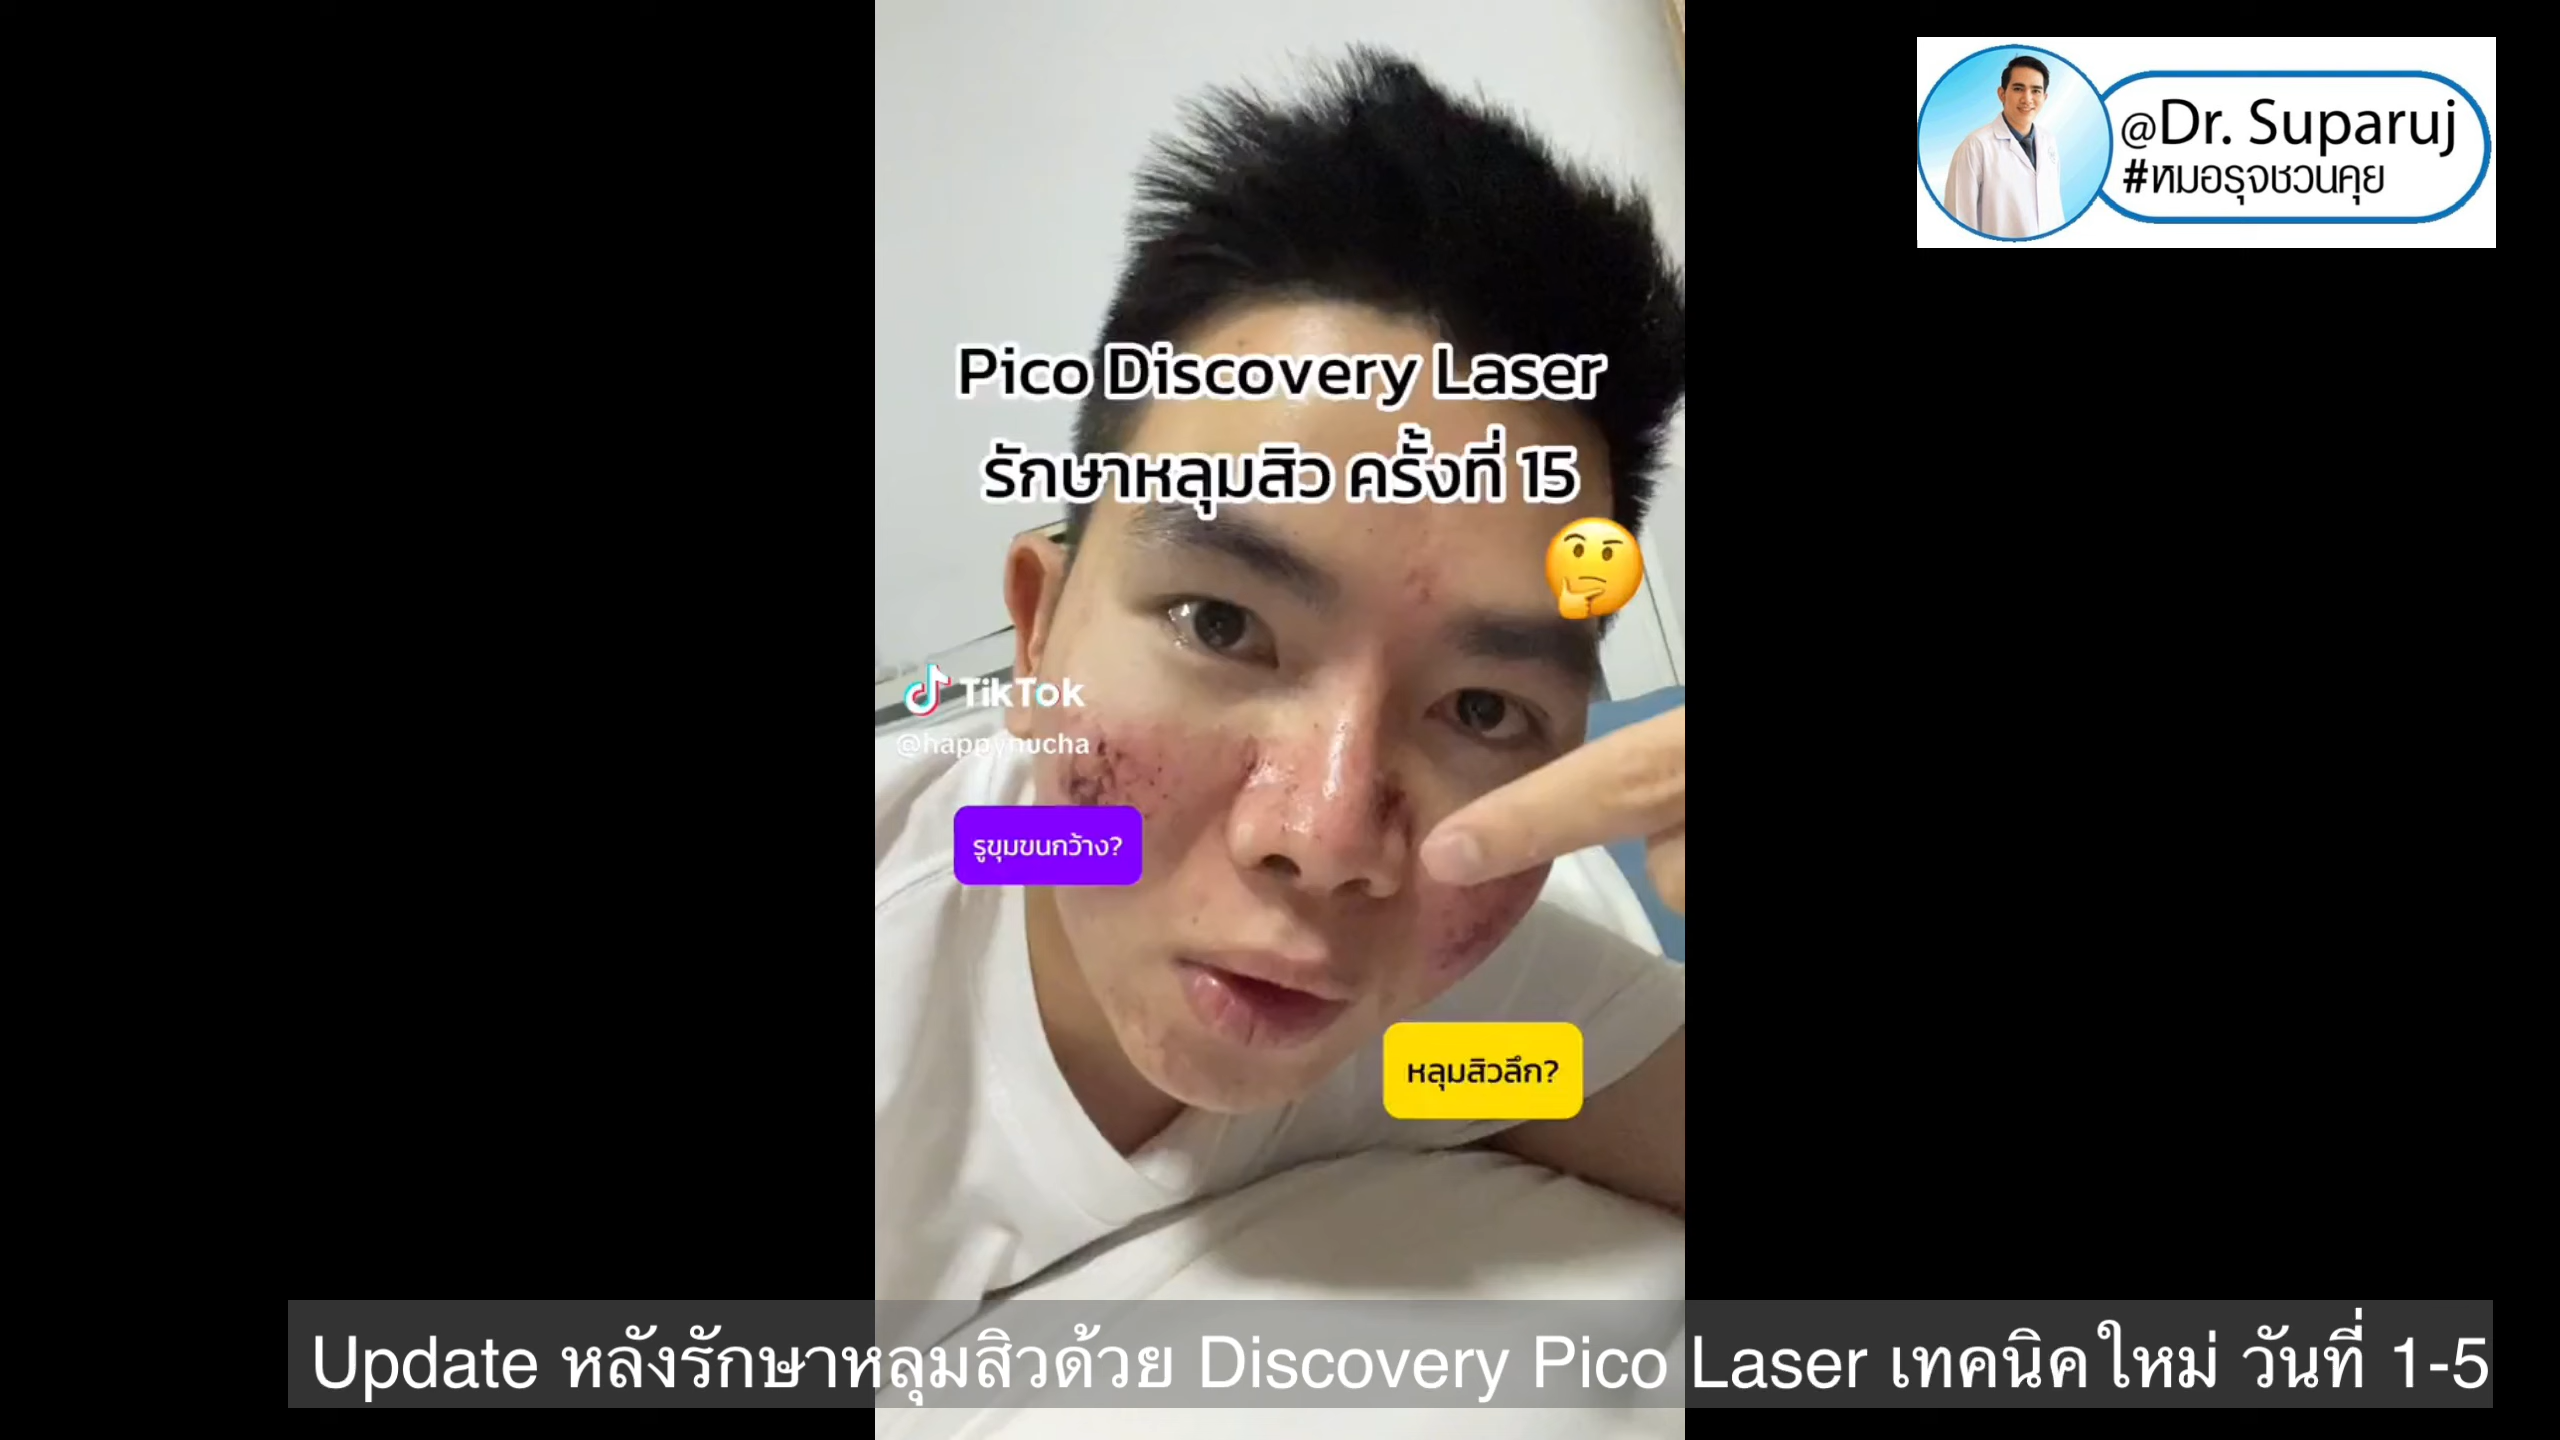 @Dr. Suparuj
#หมอรุจชวนคุย
Pico Discovery Laser
รักษาหลุมสิว ครั้งที่ 15
TikTok
@happynucha
รูขุมขนกว้าง?
หลุมสิวลึก?
Update หลังรักษาหลุมสิวด้วย Discovery Pico Laser เทคนิคใหม่ วันที่ 1-5